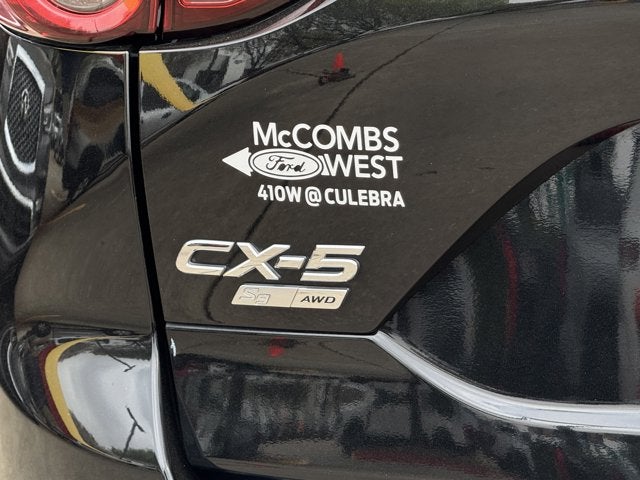 McCOMBS
Ford WEST
410W @ CULEBRA
CX-5
AWD